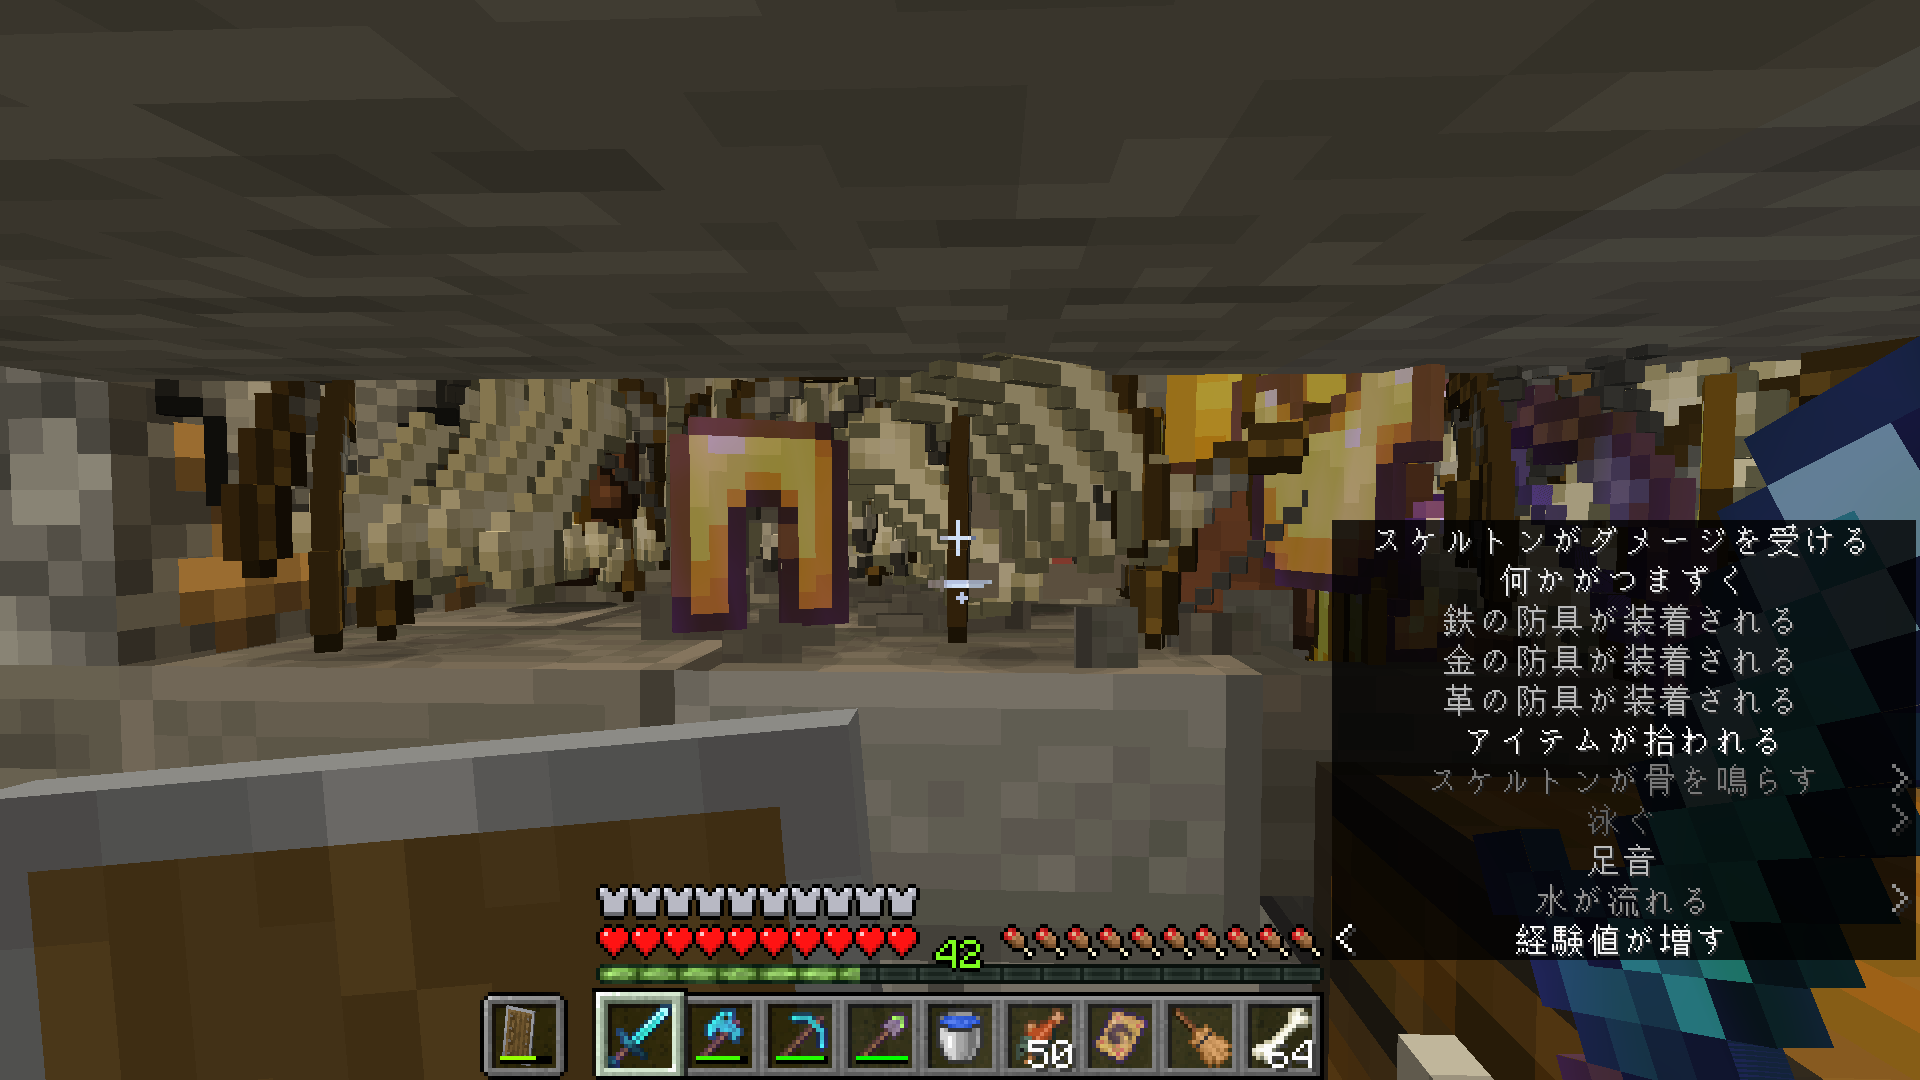 スケルトンがダメージを受ける
何かがつまずく
鉄の防具が装着される
金の防具が装着される
革の防具が装着される
アイテムが拾われる
スケルトンが骨を鳴らす >
泳ぐ >
足音
水が流れる >
< 経験値が増す
42
50
64